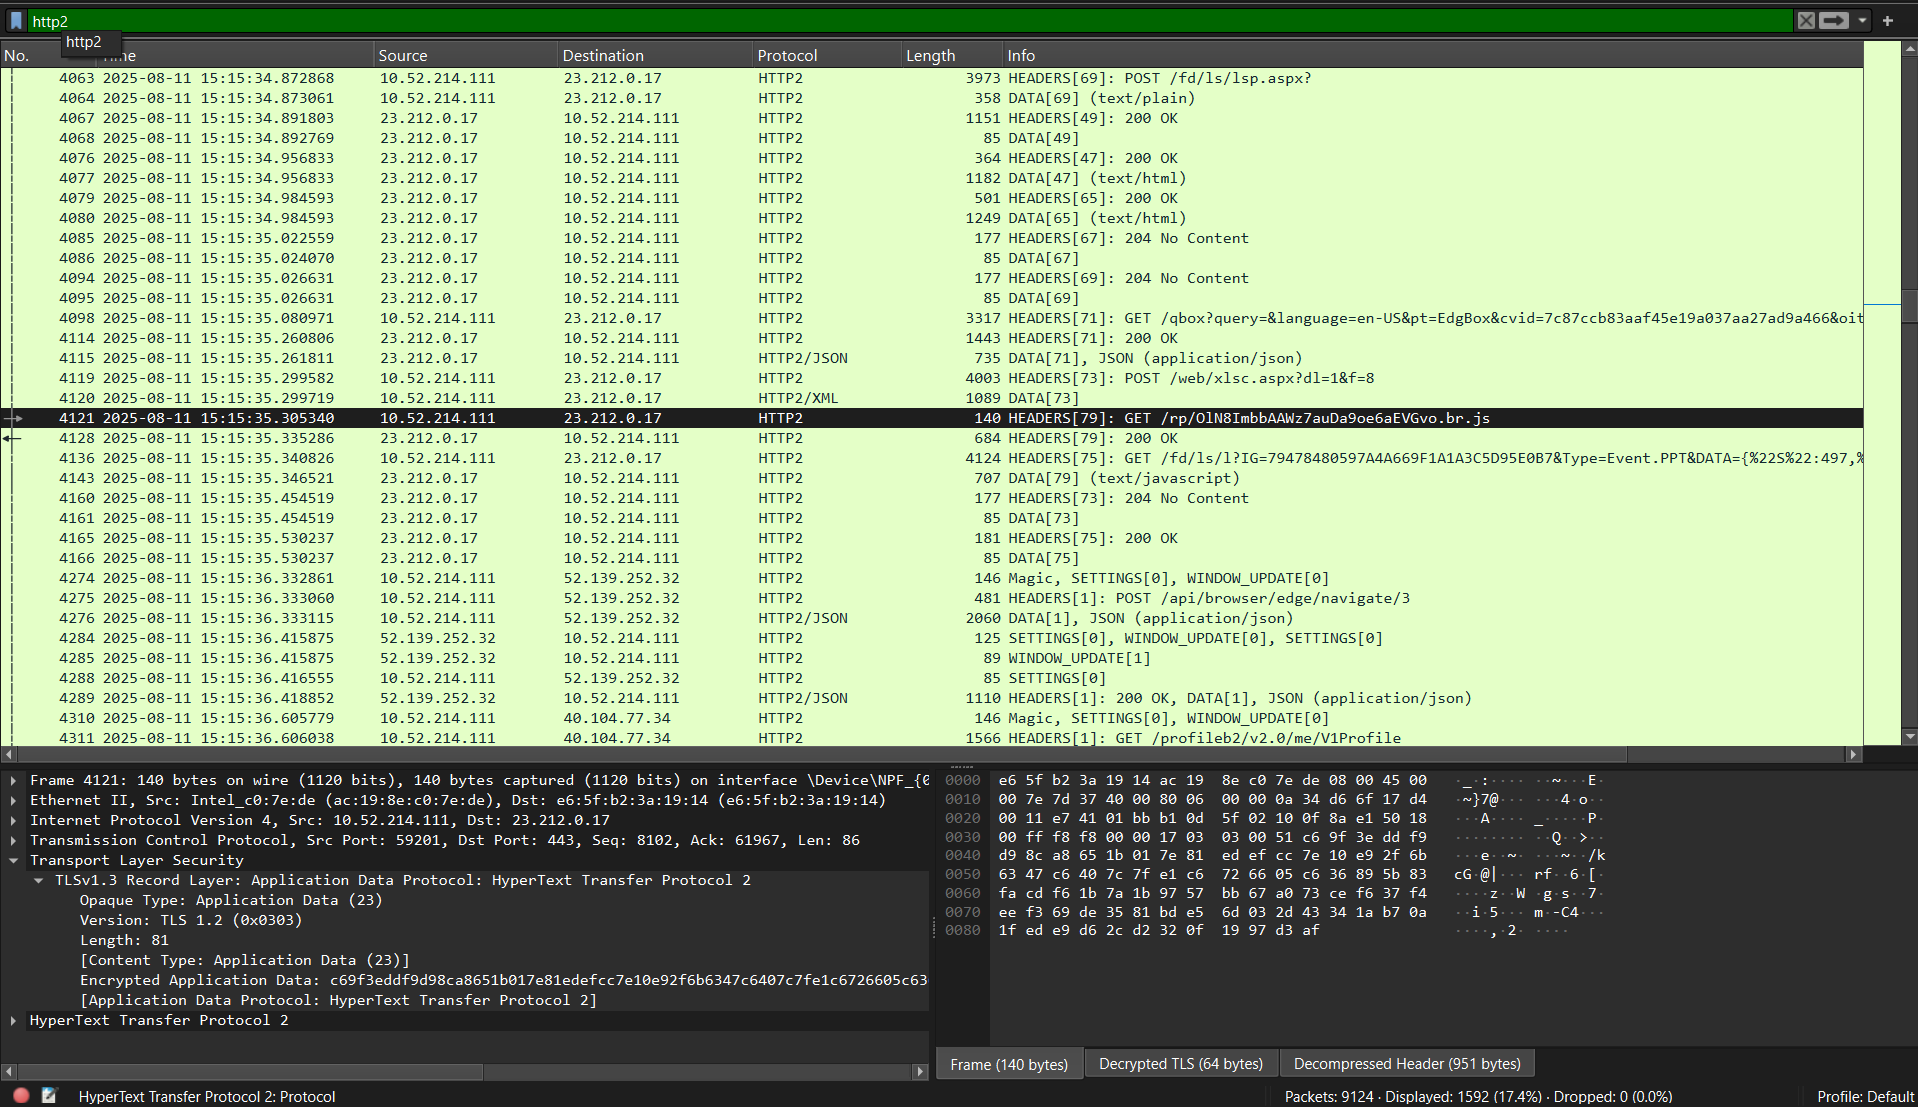 http2
http2
No. Time Source Destination Protocol Length Info
4063 2025-08-11 15:15:34.872868 10.52.214.111 23.212.0.17 HTTP2 3973 HEADERS[69]: POST /fd/ls/lsp.aspx?
4064 2025-08-11 15:15:34.873061 10.52.214.111 23.212.0.17 HTTP2 358 DATA[69] (text/plain)
4067 2025-08-11 15:15:34.891803 23.212.0.17 10.52.214.111 HTTP2 1151 HEADERS[49]: 200 OK
4068 2025-08-11 15:15:34.892769 23.212.0.17 10.52.214.111 HTTP2 85 DATA[49]
4076 2025-08-11 15:15:34.956833 23.212.0.17 10.52.214.111 HTTP2 364 HEADERS[47]: 200 OK
4077 2025-08-11 15:15:34.956833 23.212.0.17 10.52.214.111 HTTP2 1182 DATA[47] (text/html)
4079 2025-08-11 15:15:34.984593 23.212.0.17 10.52.214.111 HTTP2 501 HEADERS[65]: 200 OK
4080 2025-08-11 15:15:34.984593 23.212.0.17 10.52.214.111 HTTP2 1249 DATA[65] (text/html)
4085 2025-08-11 15:15:35.022559 23.212.0.17 10.52.214.111 HTTP2 177 HEADERS[67]: 204 No Content
4086 2025-08-11 15:15:35.024070 23.212.0.17 10.52.214.111 HTTP2 85 DATA[67]
4094 2025-08-11 15:15:35.026631 23.212.0.17 10.52.214.111 HTTP2 177 HEADERS[69]: 204 No Content
4095 2025-08-11 15:15:35.026631 23.212.0.17 10.52.214.111 HTTP2 85 DATA[69]
4098 2025-08-11 15:15:35.080971 10.52.214.111 23.212.0.17 HTTP2 3317 HEADERS[71]: GET /qbox?query=&language=en-US&pt=EdgBox&cvid=7c87ccb83aaf45e19a037aa27ad9a466&oit
4114 2025-08-11 15:15:35.260806 23.212.0.17 10.52.214.111 HTTP2 1443 HEADERS[71]: 200 OK
4115 2025-08-11 15:15:35.261811 23.212.0.17 10.52.214.111 HTTP2/JSON 735 DATA[71], JSON (application/json)
4119 2025-08-11 15:15:35.299582 10.52.214.111 23.212.0.17 HTTP2 4003 HEADERS[73]: POST /web/xlsc.aspx?dl=1&f=8
4120 2025-08-11 15:15:35.299719 10.52.214.111 23.212.0.17 HTTP2/XML 1089 DATA[73]
4121 2025-08-11 15:15:35.305340 10.52.214.111 23.212.0.17 HTTP2 140 HEADERS[79]: GET /rp/OlN8ImbbAAWz7auDa9oe6aEVGvo.br.js
4128 2025-08-11 15:15:35.335286 23.212.0.17 10.52.214.111 HTTP2 684 HEADERS[79]: 200 OK
4136 2025-08-11 15:15:35.340826 10.52.214.111 23.212.0.17 HTTP2 4124 HEADERS[75]: GET /fd/ls/l?IG=79478480597A4A669F1A1A3C5D95E0B7&Type=Event.PPT&DATA={%22S%22:497,%
4143 2025-08-11 15:15:35.346521 23.212.0.17 10.52.214.111 HTTP2 707 DATA[79] (text/javascript)
4160 2025-08-11 15:15:35.454519 23.212.0.17 10.52.214.111 HTTP2 177 HEADERS[73]: 204 No Content
4161 2025-08-11 15:15:35.454519 23.212.0.17 10.52.214.111 HTTP2 85 DATA[73]
4165 2025-08-11 15:15:35.530237 23.212.0.17 10.52.214.111 HTTP2 181 HEADERS[75]: 200 OK
4166 2025-08-11 15:15:35.530237 23.212.0.17 10.52.214.111 HTTP2 85 DATA[75]
4274 2025-08-11 15:15:36.332861 10.52.214.111 52.139.252.32 HTTP2 146 Magic, SETTINGS[0], WINDOW_UPDATE[0]
4275 2025-08-11 15:15:36.333060 10.52.214.111 52.139.252.32 HTTP2 481 HEADERS[1]: POST /api/browser/edge/navigate/3
4276 2025-08-11 15:15:36.333115 10.52.214.111 52.139.252.32 HTTP2/JSON 2060 DATA[1], JSON (application/json)
4284 2025-08-11 15:15:36.415875 52.139.252.32 10.52.214.111 HTTP2 125 SETTINGS[0], WINDOW_UPDATE[0], SETTINGS[0]
4285 2025-08-11 15:15:36.415875 52.139.252.32 10.52.214.111 HTTP2 89 WINDOW_UPDATE[1]
4288 2025-08-11 15:15:36.416555 10.52.214.111 52.139.252.32 HTTP2 85 SETTINGS[0]
4289 2025-08-11 15:15:36.418852 52.139.252.32 10.52.214.111 HTTP2/JSON 1110 HEADERS[1]: 200 OK, DATA[1], JSON (application/json)
4310 2025-08-11 15:15:36.605779 10.52.214.111 40.104.77.34 HTTP2 146 Magic, SETTINGS[0], WINDOW_UPDATE[0]
4311 2025-08-11 15:15:36.606038 10.52.214.111 40.104.77.34 HTTP2 1566 HEADERS[1]: GET /profileb2/v2.0/me/V1Profile
Frame 4121: 140 bytes on wire (1120 bits), 140 bytes captured (1120 bits) on interface \Device\NPF_{0
Ethernet II, Src: Intel_c0:7e:de (ac:19:8e:c0:7e:de), Dst: e6:5f:b2:3a:19:14 (e6:5f:b2:3a:19:14)
Internet Protocol Version 4, Src: 10.52.214.111, Dst: 23.212.0.17
Transmission Control Protocol, Src Port: 59201, Dst Port: 443, Seq: 8102, Ack: 61967, Len: 86
Transport Layer Security
TLSv1.3 Record Layer: Application Data Protocol: HyperText Transfer Protocol 2
Opaque Type: Application Data (23)
Version: TLS 1.2 (0x0303)
Length: 81
[Content Type: Application Data (23)]
Encrypted Application Data: c69f3eddf9d98ca8651b017e81edefcc7e10e92f6b6347c6407c7fe1c6726605c63
[Application Data Protocol: HyperText Transfer Protocol 2]
HyperText Transfer Protocol 2
0000 e6 5f b2 3a 19 14 ac 19 8e c0 7e de 08 00 45 00 ·_·:···· ··~···E·
0010 00 7e 7d 37 40 00 80 06 00 00 0a 34 d6 6f 17 d4 ·~}7@··· ···4·o··
0020 00 11 e7 41 01 bb b1 0d 5f 02 10 0f 8a e1 50 18 ···A···· _·····P·
0030 00 ff f8 f8 00 00 17 03 03 00 51 c6 9f 3e dd f9 ········ ··Q··>··
0040 d9 8c a8 65 1b 01 7e 81 ed ef cc 7e 10 e9 2f 6b ···e··~· ···~··/k
0050 63 47 c6 40 7c 7f e1 c6 72 66 05 c6 36 89 5b 83 cG·@|··· rf··6·[·
0060 fa cd f6 1b 7a 1b 97 57 bb 67 a0 73 ce f6 37 f4 ····z··W ·g·s··7·
0070 ee f3 69 de 35 81 bd e5 6d 03 2d 43 34 1a b7 0a ··i·5··· m·-C4···
0080 1f ed e9 d6 2c d2 32 0f 19 97 d3 af ····,·2· ····
Frame (140 bytes) Decrypted TLS (64 bytes) Decompressed Header (951 bytes)
HyperText Transfer Protocol 2: Protocol Packets: 9124 · Displayed: 1592 (17.4%) · Dropped: 0 (0.0%) Profile: Default